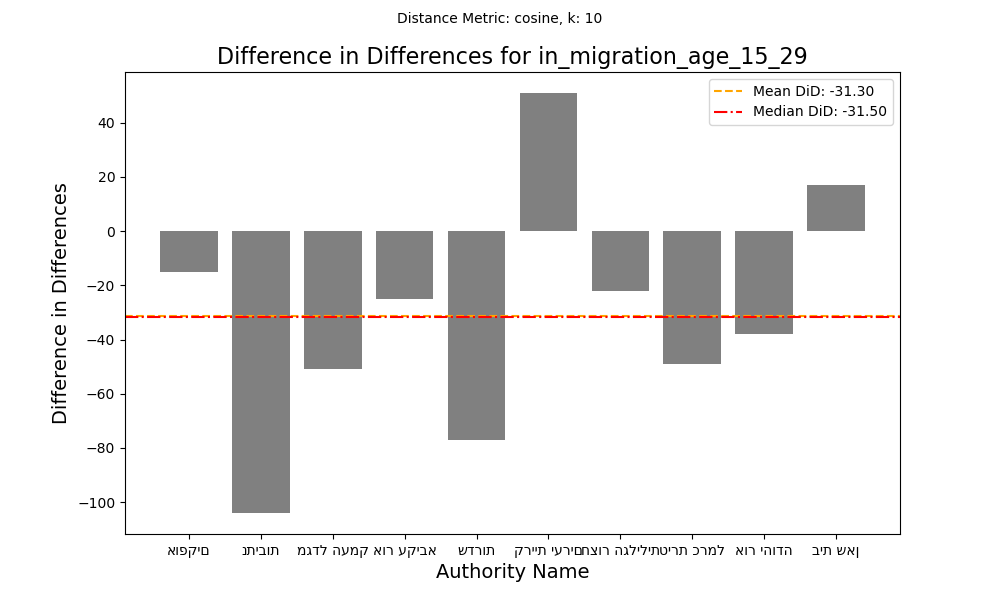 Distance Metric: cosine, k: 10
Difference in Differences for in_migration_age_15_29
Mean DiD: -31.30
Median DiD: -31.50
Difference in Differences
40
20
0
−20
−40
−60
−80
−100
אופקים
נתיבות
מגדל העמק
אור עקיבא
שדרות
קריית יערים
חצור הגלילית
טירת כרמל
אור יהודה
בית שאן
Authority Name